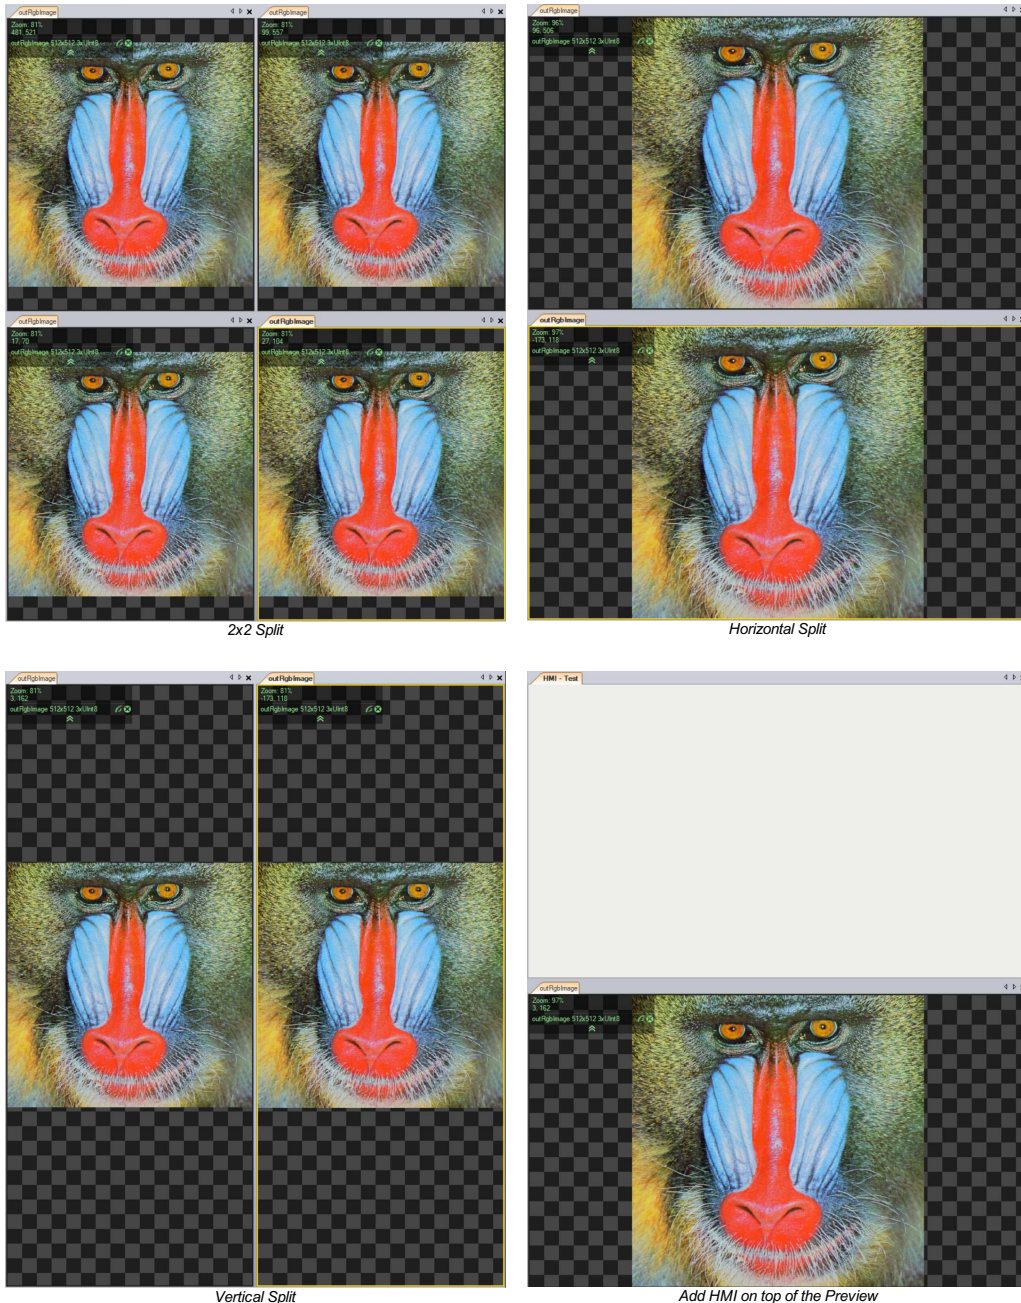 outRgbImage
Zoom: 81%
481, 521
outRgbImage 512x512 3xUInt8
outRgbImage
Zoom: 81%
99, 557
outRgbImage 512x512 3xUInt8
outRgbImage
Zoom: 81%
17, 70
outRgbImage 512x512 3xUInt8
outRgbImage
Zoom: 81%
27, 104
outRgbImage 512x512 3xUInt8
2x2 Split
outRgbImage
Zoom: 96%
96, 506
outRgbImage 512x512 3xUInt8
outRgbImage
Zoom: 97%
-173, 118
outRgbImage 512x512 3xUInt8
Horizontal Split
outRgbImage
Zoom: 81%
3, 162
outRgbImage 512x512 3xUInt8
outRgbImage
Zoom: 81%
-173, 118
outRgbImage 512x512 3xUInt8
Vertical Split
HMI - Test
outRgbImage
Zoom: 97%
3, 162
outRgbImage 512x512 3xUInt8
Add HMI on top of the Preview